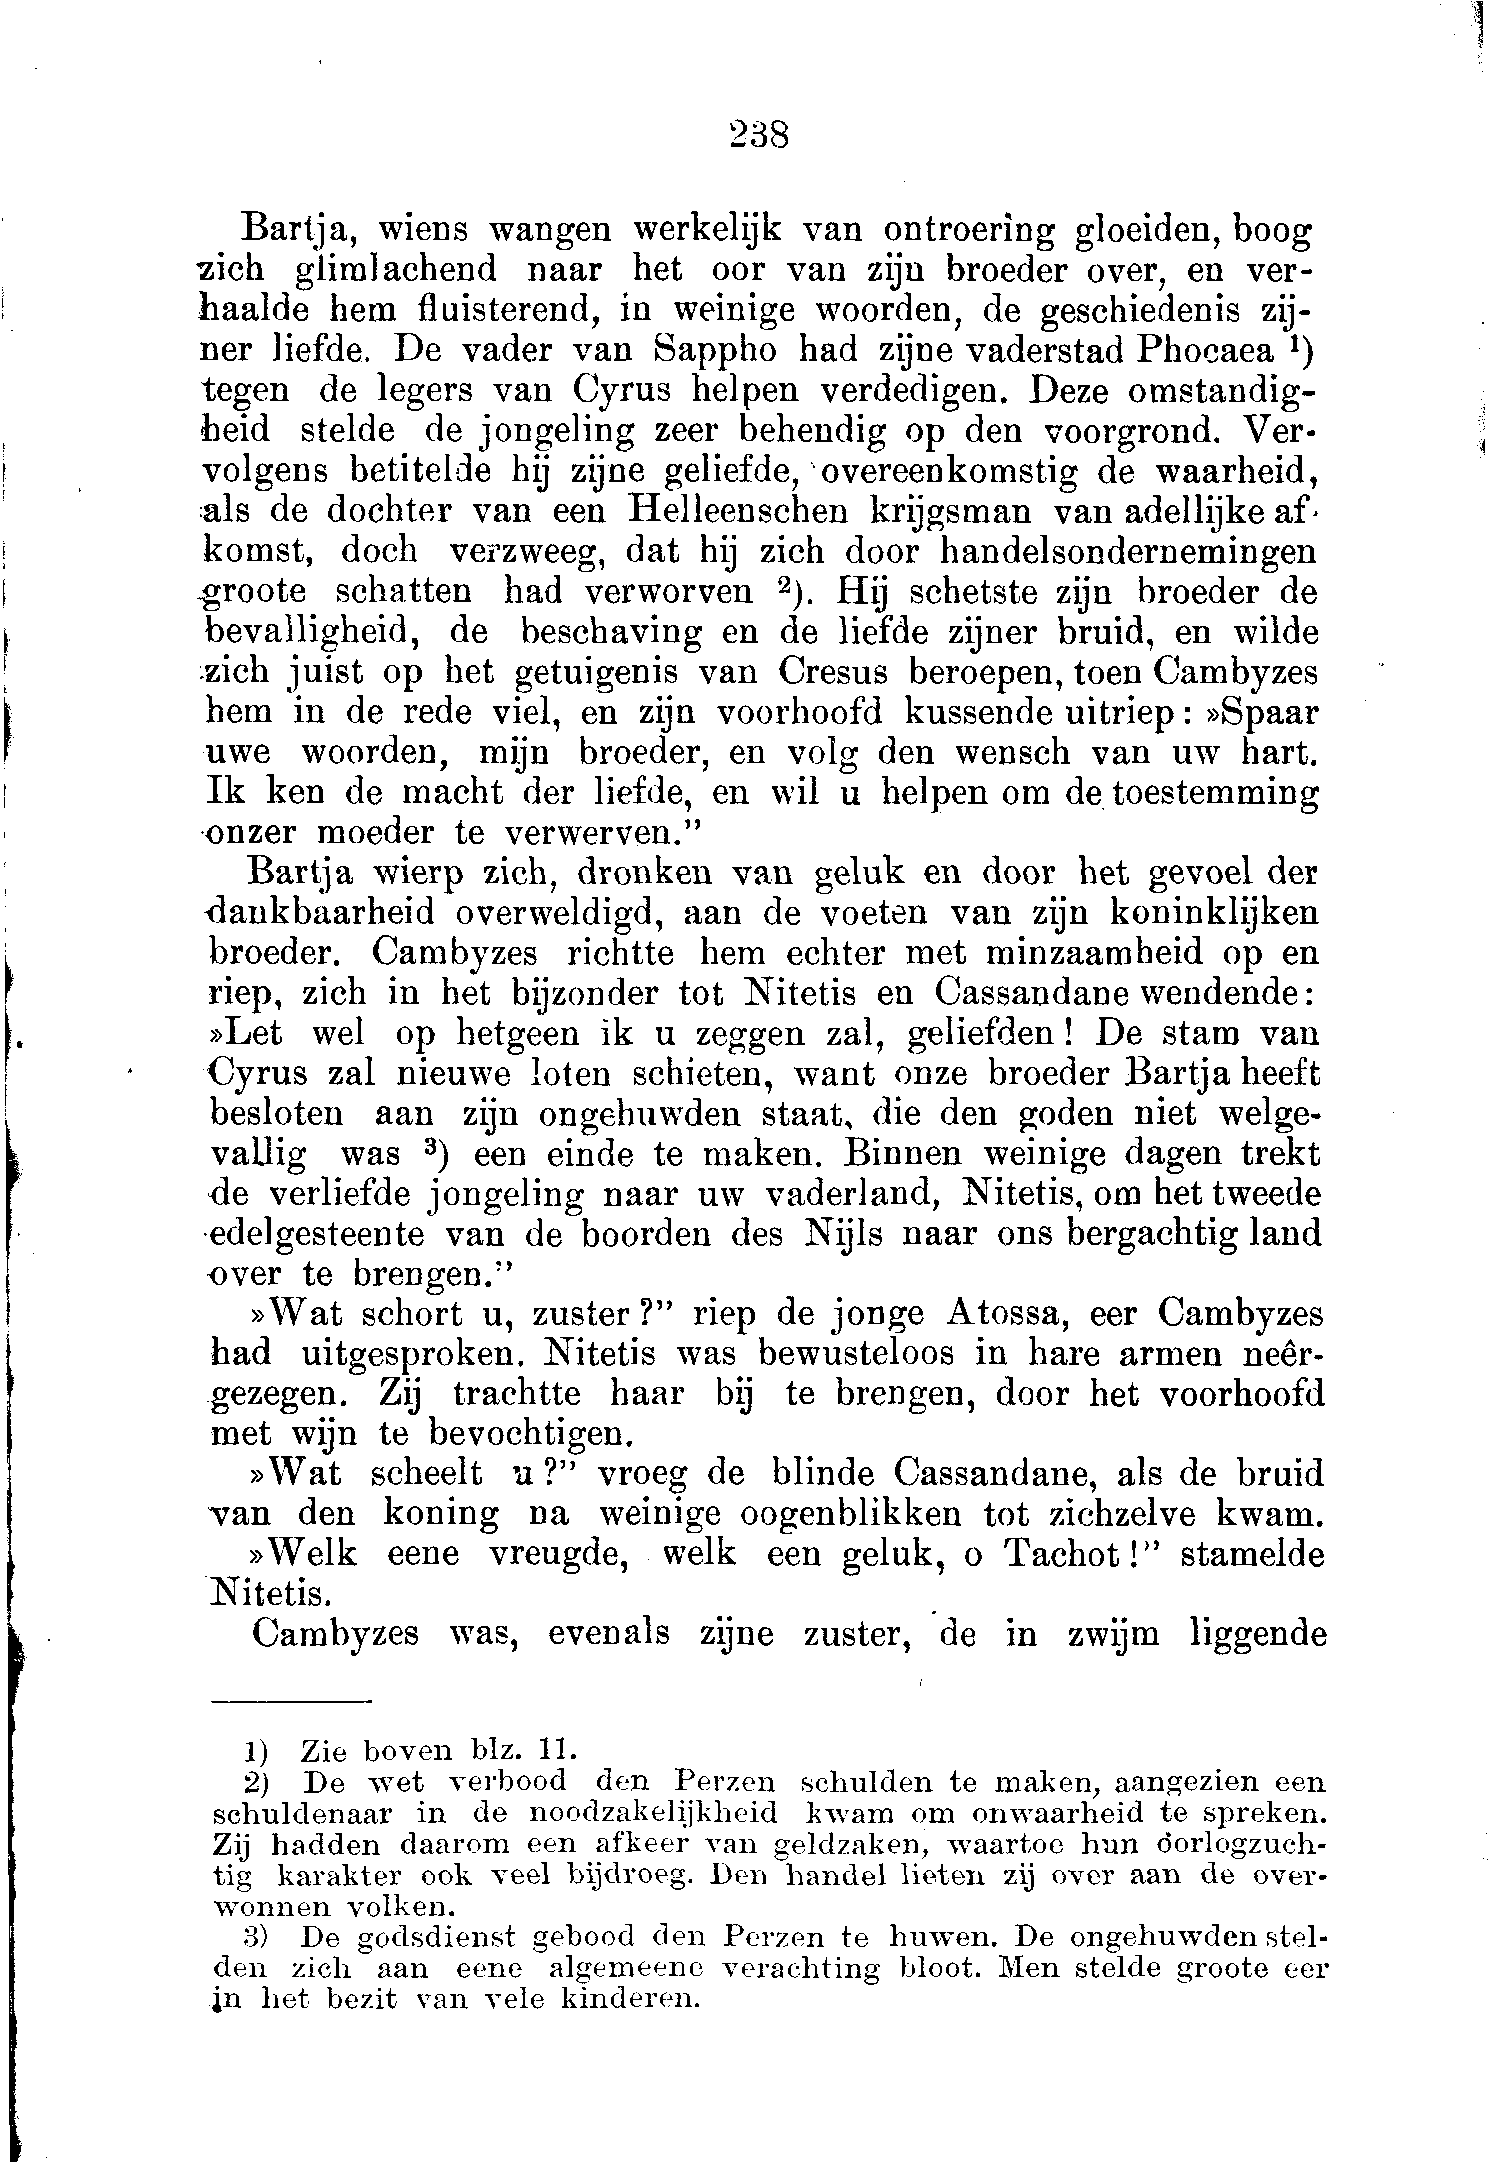 238
Bartja, wiens wangen werkelijk van ontroering gloeiden, boog
zich glimlachend naar het oor van zijn broeder over, en ver-
haalde hem fluisterend, in weinige woorden, de geschiedenis zij-
ner liefde. De vader van Sappho had zijne vaderstad Phocaea ¹)
tegen de legers van Cyrus helpen verdedigen. Deze omstandig-
heid stelde de jongeling zeer behendig op den voorgrond. Ver-
volgens betitelde hij zijne geliefde, overeenkomstig de waarheid,
als de dochter van een Helleenschen krijgsman van adellijke af-
komst, doch verzweeg, dat hij zich door handelsondernemingen
groote schatten had verworven ²). Hij schetste zijn broeder de
bevalligheid, de beschaving en de liefde zijner bruid, en wilde
zich juist op het getuigenis van Cresus beroepen, toen Cambyzes
hem in de rede viel, en zijn voorhoofd kussende uitriep: »Spaar
uwe woorden, mijn broeder, en volg den wensch van uw hart.
Ik ken de macht der liefde, en wil u helpen om de toestemming
onzer moeder te verwerven.”
Bartja wierp zich, dronken van geluk en door het gevoel der
dankbaarheid overweldigd, aan de voeten van zijn koninklijken
broeder. Cambyzes richtte hem echter met minzaamheid op en
riep, zich in het bijzonder tot Nitetis en Cassandane wendende:
»Let wel op hetgeen ik u zeggen zal, geliefden! De stam van
Cyrus zal nieuwe loten schieten, want onze broeder Bartja heeft
besloten aan zijn ongehuwden staat, die den goden niet welge-
vallig was ³) een einde te maken. Binnen weinige dagen trekt
de verliefde jongeling naar uw vaderland, Nitetis, om het tweede
edelgesteente van de boorden des Nijls naar ons bergachtig land
over te brengen.”
»Wat schort u, zuster?” riep de jonge Atossa, eer Cambyzes
had uitgesproken. Nitetis was bewusteloos in hare armen neêr-
gezegen. Zij trachtte haar bij te brengen, door het voorhoofd
met wijn te bevochtigen.
»Wat scheelt u?” vroeg de blinde Cassandane, als de bruid
van den koning na weinige oogenblikken tot zichzelve kwam.
»Welk eene vreugde, welk een geluk, o Tachot!” stamelde
Nitetis.
Cambyzes was, evenals zijne zuster, de in zwijm liggende
1) Zie boven blz. 11.
2) De wet verbood den Perzen schulden te maken, aangezien een
schuldenaar in de noodzakelijkheid kwam om onwaarheid te spreken.
Zij hadden daarom een afkeer van geldzaken, waartoe hun oorlogzuch-
tig karakter ook veel bijdroeg. Den handel lieten zij over aan de over-
wonnen volken.
3) De godsdienst gebood den Perzen te huwen. De ongehuwden stel-
den zich aan eene algemeene verachting bloot. Men stelde groote eer
in het bezit van vele kinderen.